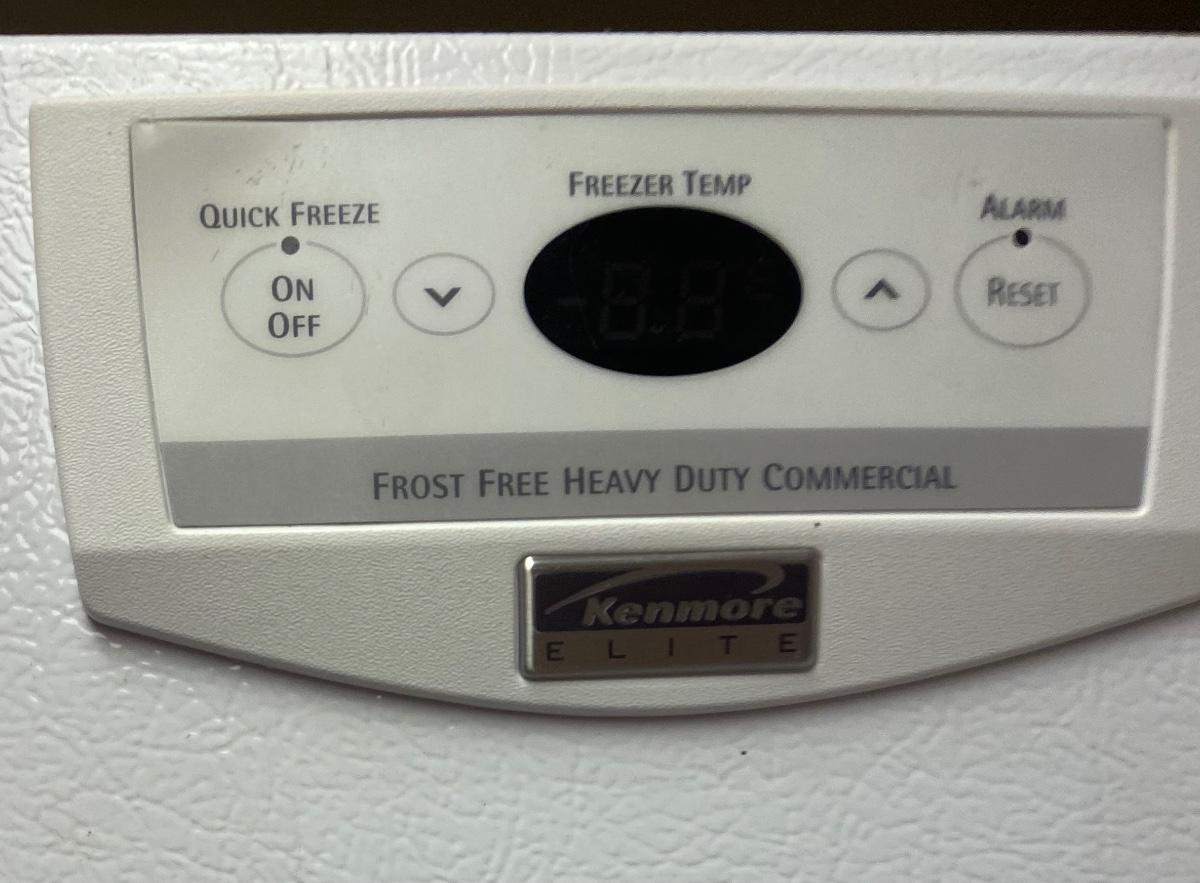 FREEZER TEMP
QUICK FREEZE
ALARM
ON
OFF
RESET
FROST FREE HEAVY DUTY COMMERCIAL
Kenmore
ELITE